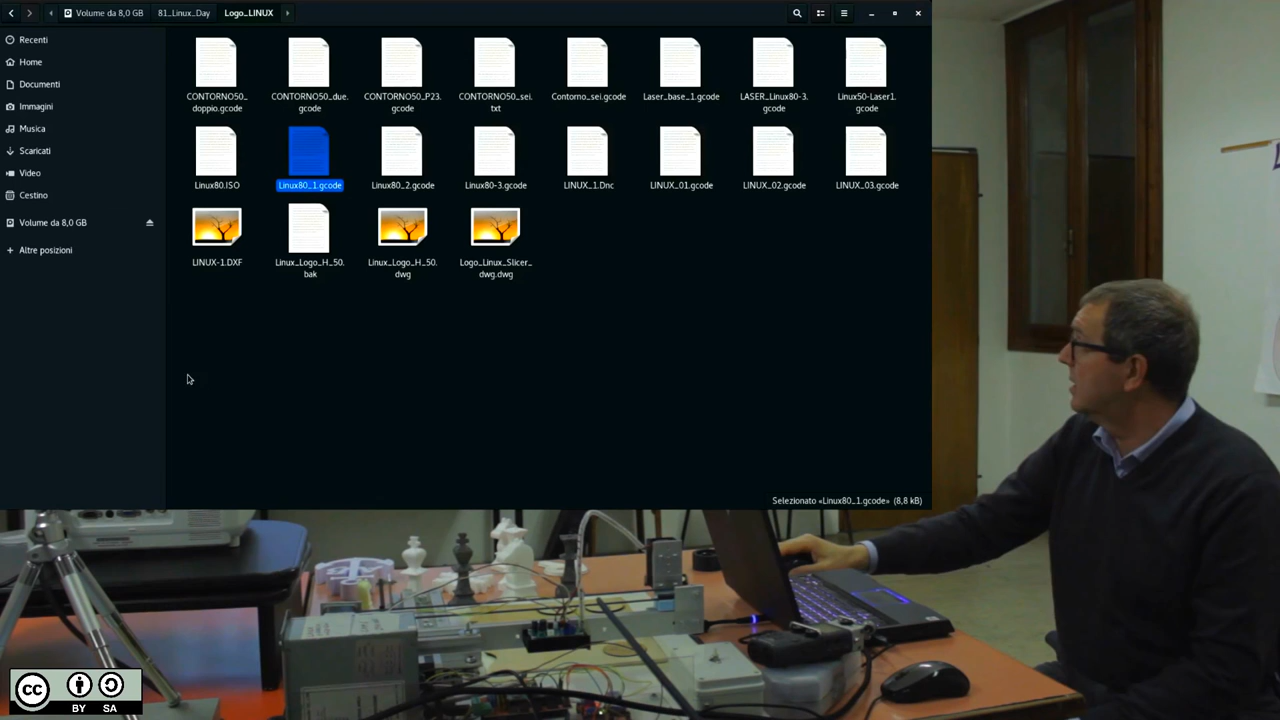 Volume da 8,0 GB
81_Linux_Day
Logo_LINUX
Recenti
Home
Documenti
Immagini
Musica
Scaricati
Video
Cestino
Volume da 8,0 GB
Altre posizioni
CONTORNO50_
doppio.gcode
CONTORNO50_due.
gcode
CONTORNO50_P23.
gcode
CONTORNO50_sei.
txt
Contorno_sei.gcode
Laser_base_1.gcode
LASER_Linux80-3.
gcode
Linux50-Laser1.
gcode
Linux80.ISO
Linux80_1.gcode
Linux80_2.gcode
Linux80-3.gcode
LINUX_1.Dnc
LINUX_01.gcode
LINUX_02.gcode
LINUX_03.gcode
LINUX-1.DXF
Linux_Logo_H_50.
bak
Linux_Logo_H_50.
dwg
Logo_Linux_Slicer_
dwg.dwg
Selezionato «Linux80_1.gcode» (8,8 kB)
cc
BY SA